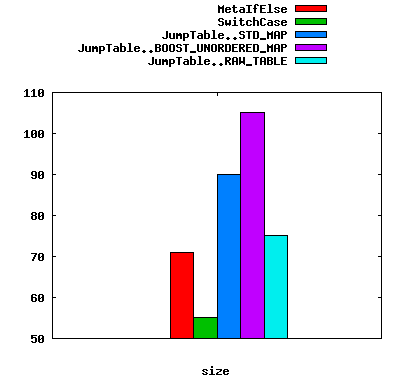 MetaIfElse
SwitchCase
JumpTable..STD_MAP
JumpTable..BOOST_UNORDERED_MAP
JumpTable..RAW_TABLE
110
100
90
80
70
60
50
size